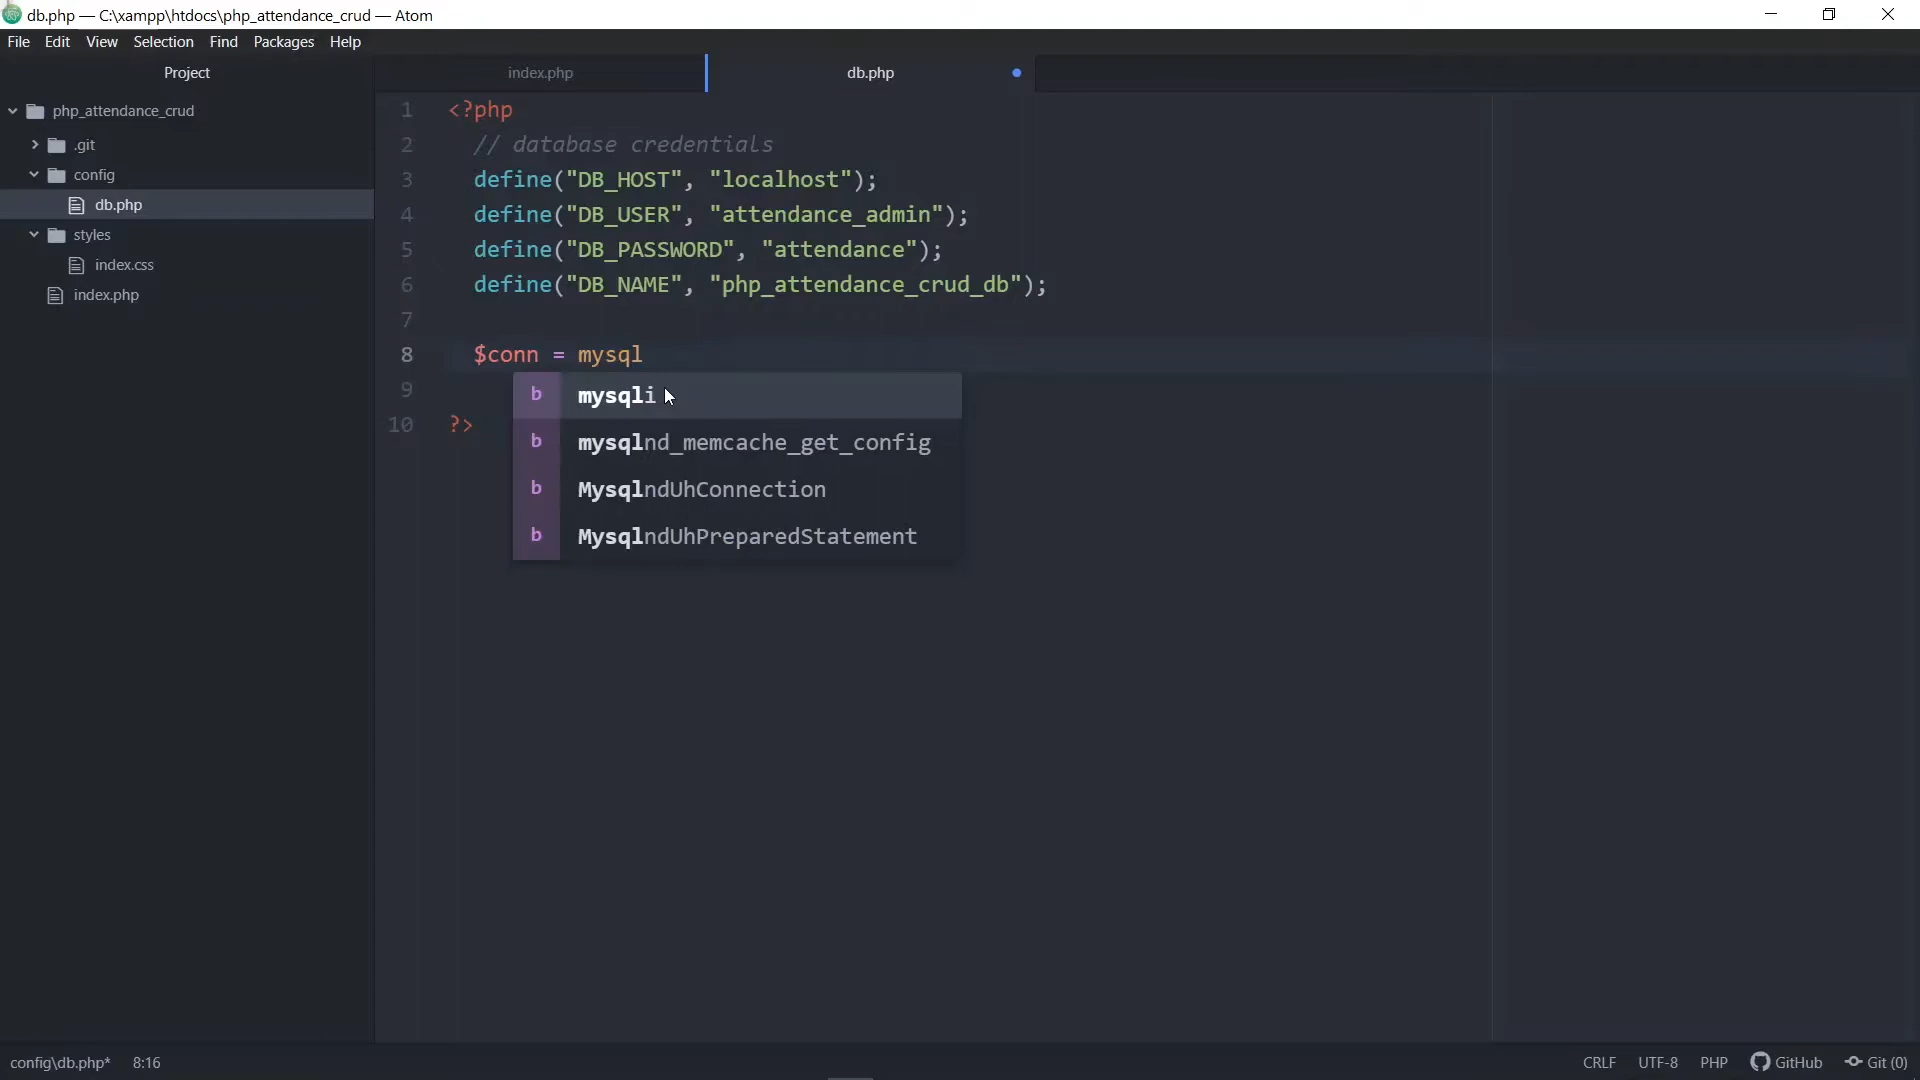 db.php — C:\xampp\htdocs\php_attendance_crud — Atom
File Edit View Selection Find Packages Help
Project
index.php
db.php
php_attendance_crud
.git
config
db.php
styles
index.css
index.php
1 <?php
2 // database credentials
3 define("DB_HOST", "localhost");
4 define("DB_USER", "attendance_admin");
5 define("DB_PASSWORD", "attendance");
6 define("DB_NAME", "php_attendance_crud_db");
7
8 $conn = mysql
9
10 ?>
b mysqli
b mysqlnd_memcache_get_config
b MysqlndUhConnection
b MysqlndUhPreparedStatement
config\db.php* 8:16
CRLF UTF-8 PHP GitHub Git (0)